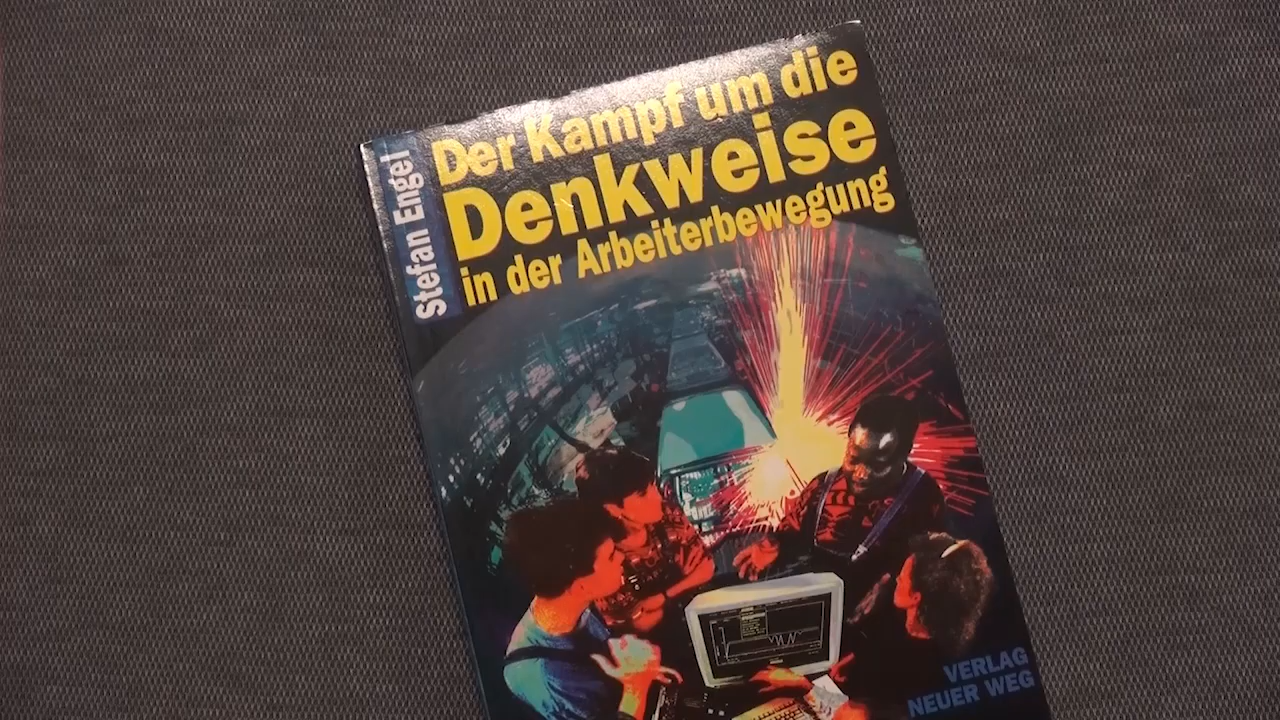 Stefan Engel
Der Kampf um die
Denkweise
in der Arbeiterbewegung
VERLAG
NEUER WEG